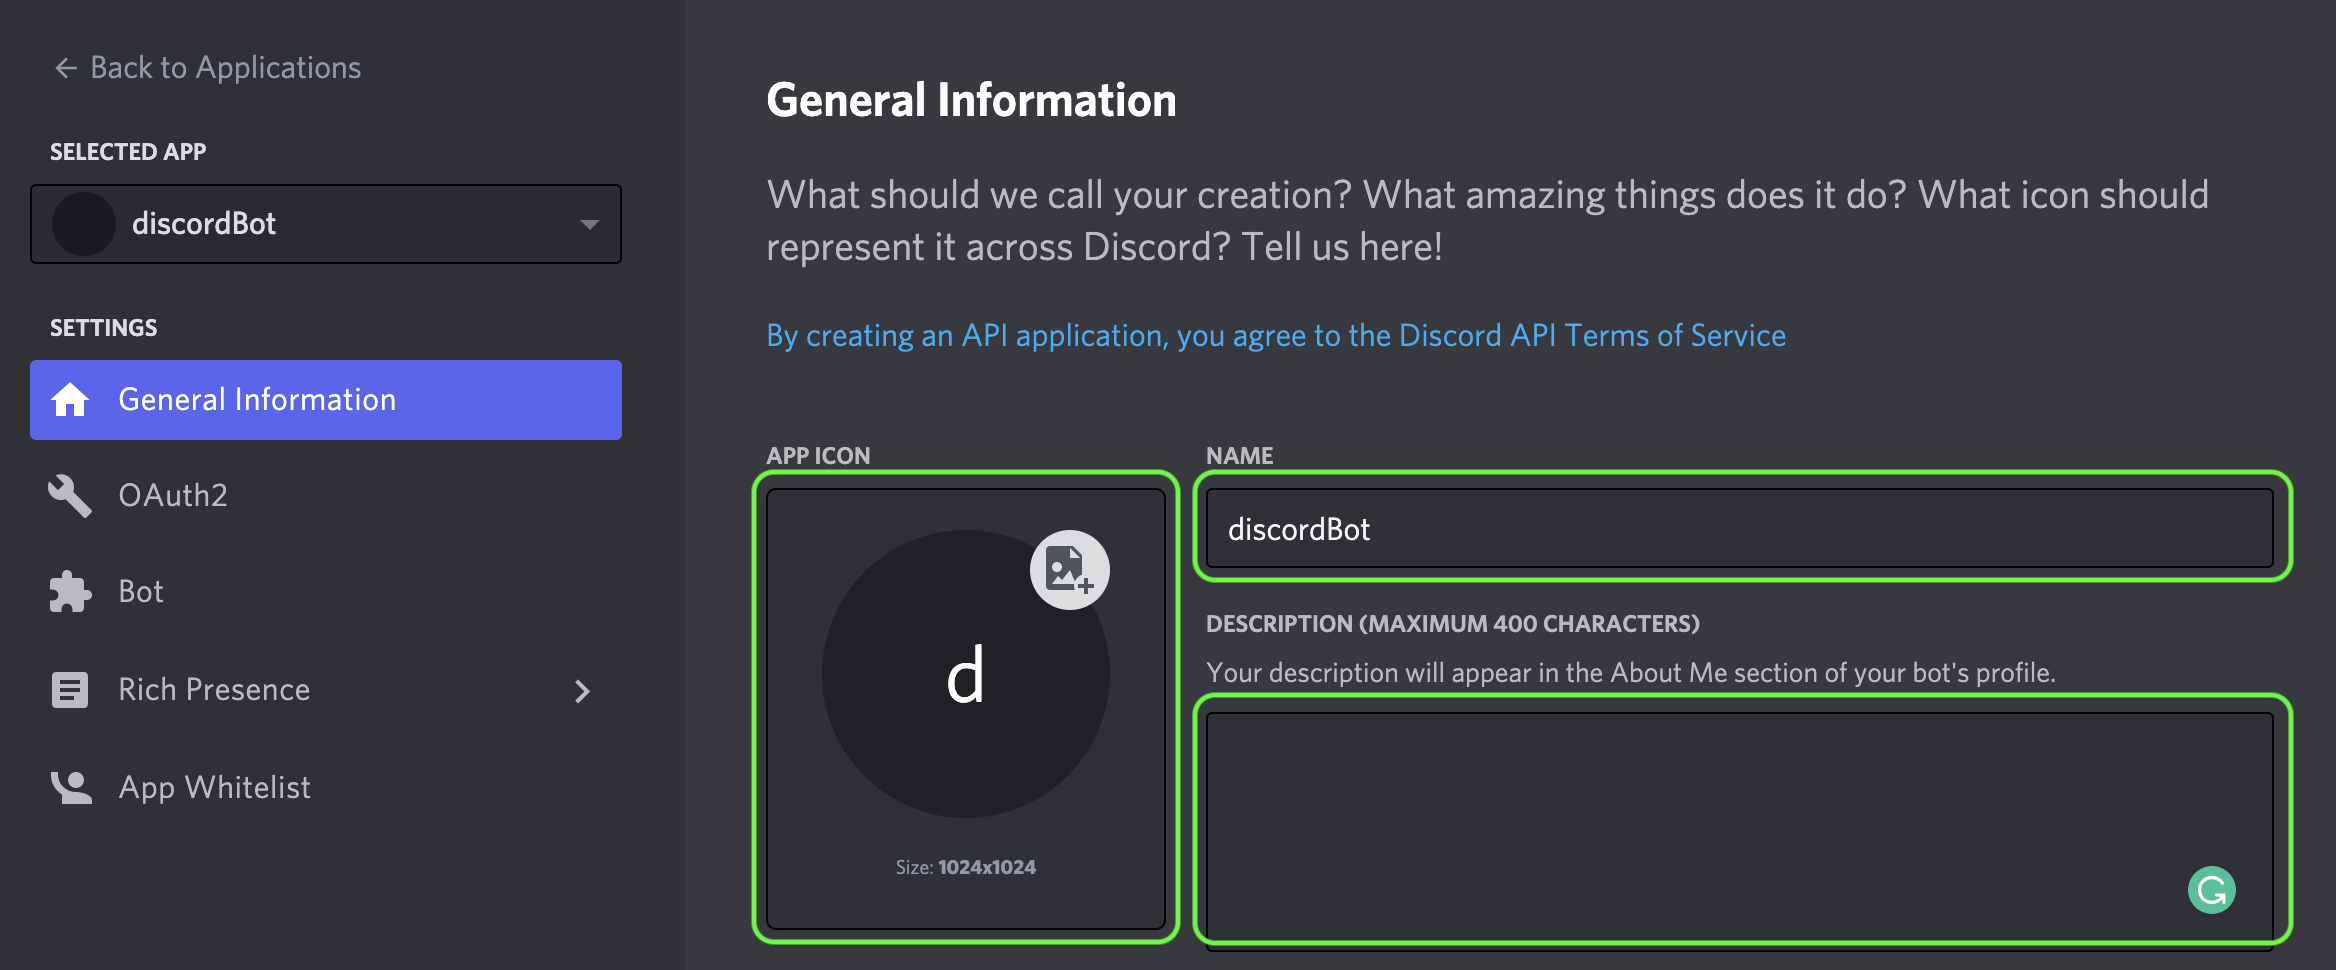 Back to Applications
SELECTED APP
discordBot
SETTINGS
General Information
OAuth2
Bot
Rich Presence
App Whitelist
General Information
What should we call your creation? What amazing things does it do? What icon should
represent it across Discord? Tell us here!
By creating an API application, you agree to the Discord API Terms of Service
APP ICON
d
Size: 1024x1024
NAME
discordBot
DESCRIPTION (MAXIMUM 400 CHARACTERS)
Your description will appear in the About Me section of your bot's profile.